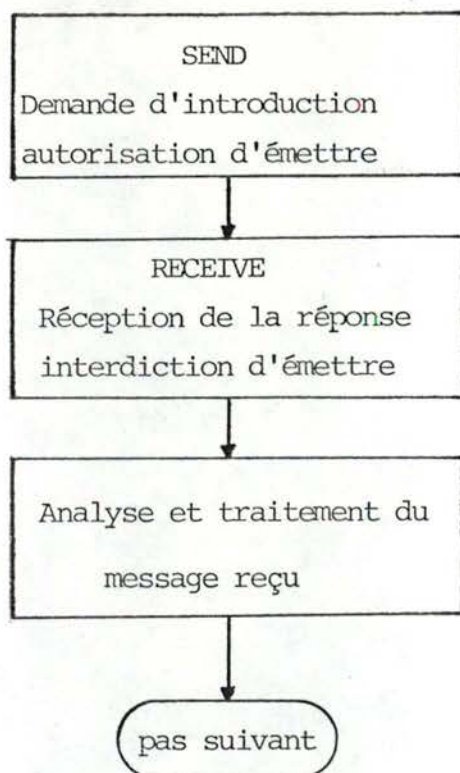 SEND
Demande d'introduction
autorisation d'émettre
RECEIVE
Réception de la réponse
interdiction d'émettre
Analyse et traitement du
message reçu
pas suivant